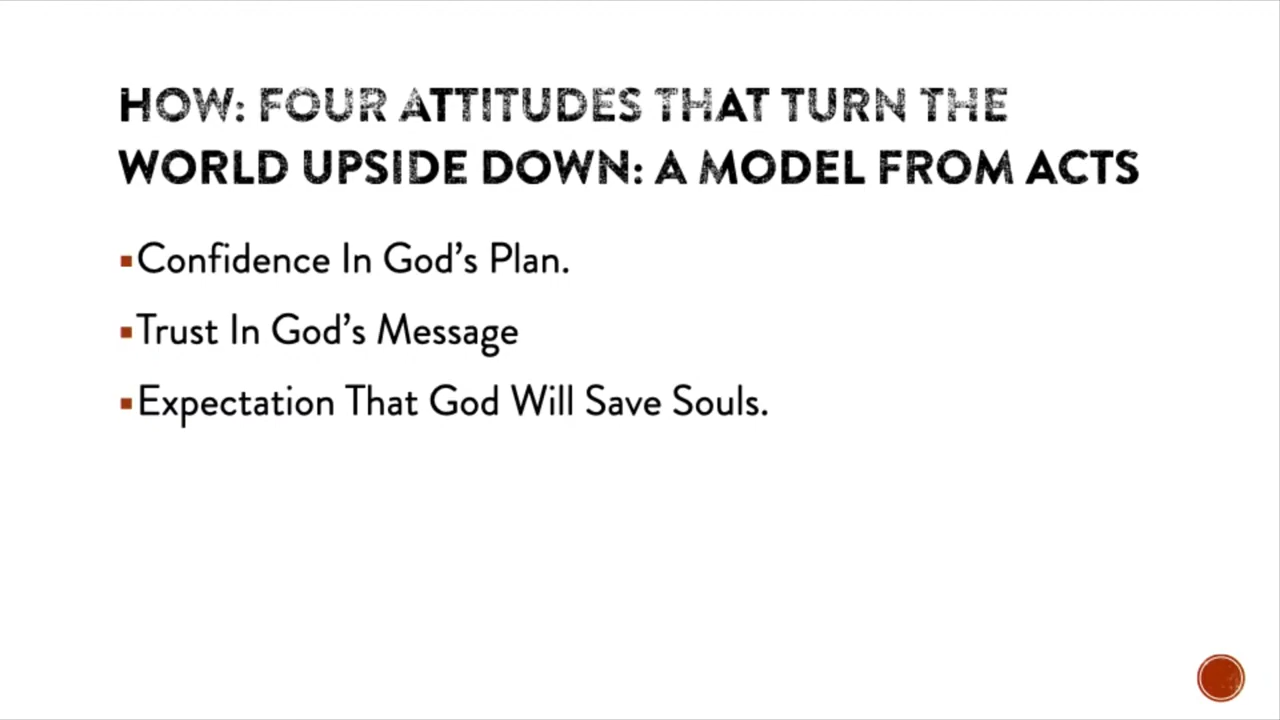 HOW: FOUR ATTITUDES THAT TURN THE
WORLD UPSIDE DOWN: A MODEL FROM ACTS
▪Confidence In God’s Plan.
▪Trust In God’s Message
▪Expectation That God Will Save Souls.